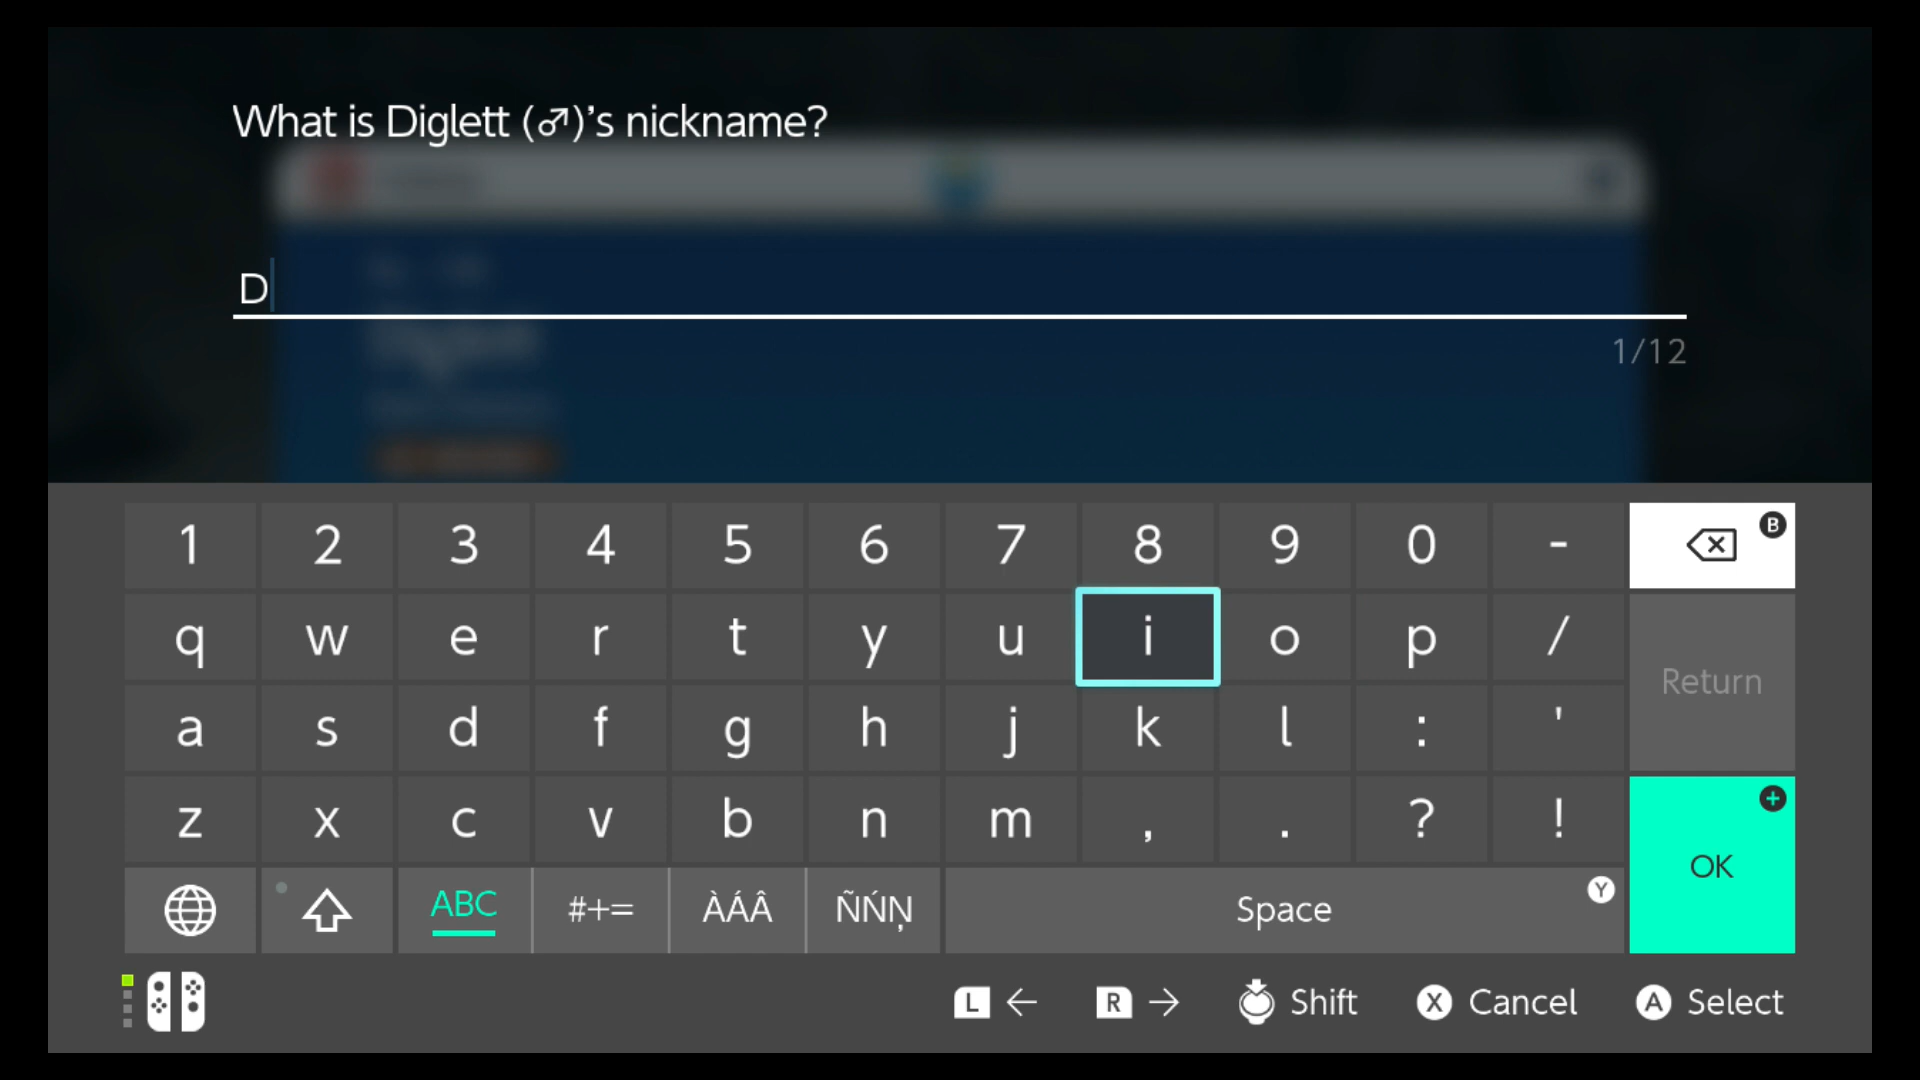 What is Diglett (♂)'s nickname?
D
1/12
1 2 3 4 5 6 7 8 9 0 - B
q w e r t y u i o p /
Return
a s d f g h j k l : '
z x c v b n m , . ? ! +
OK
ABC #+= ÀÁÂ ÑŃŅ Space Y
L ← R → Shift X Cancel A Select